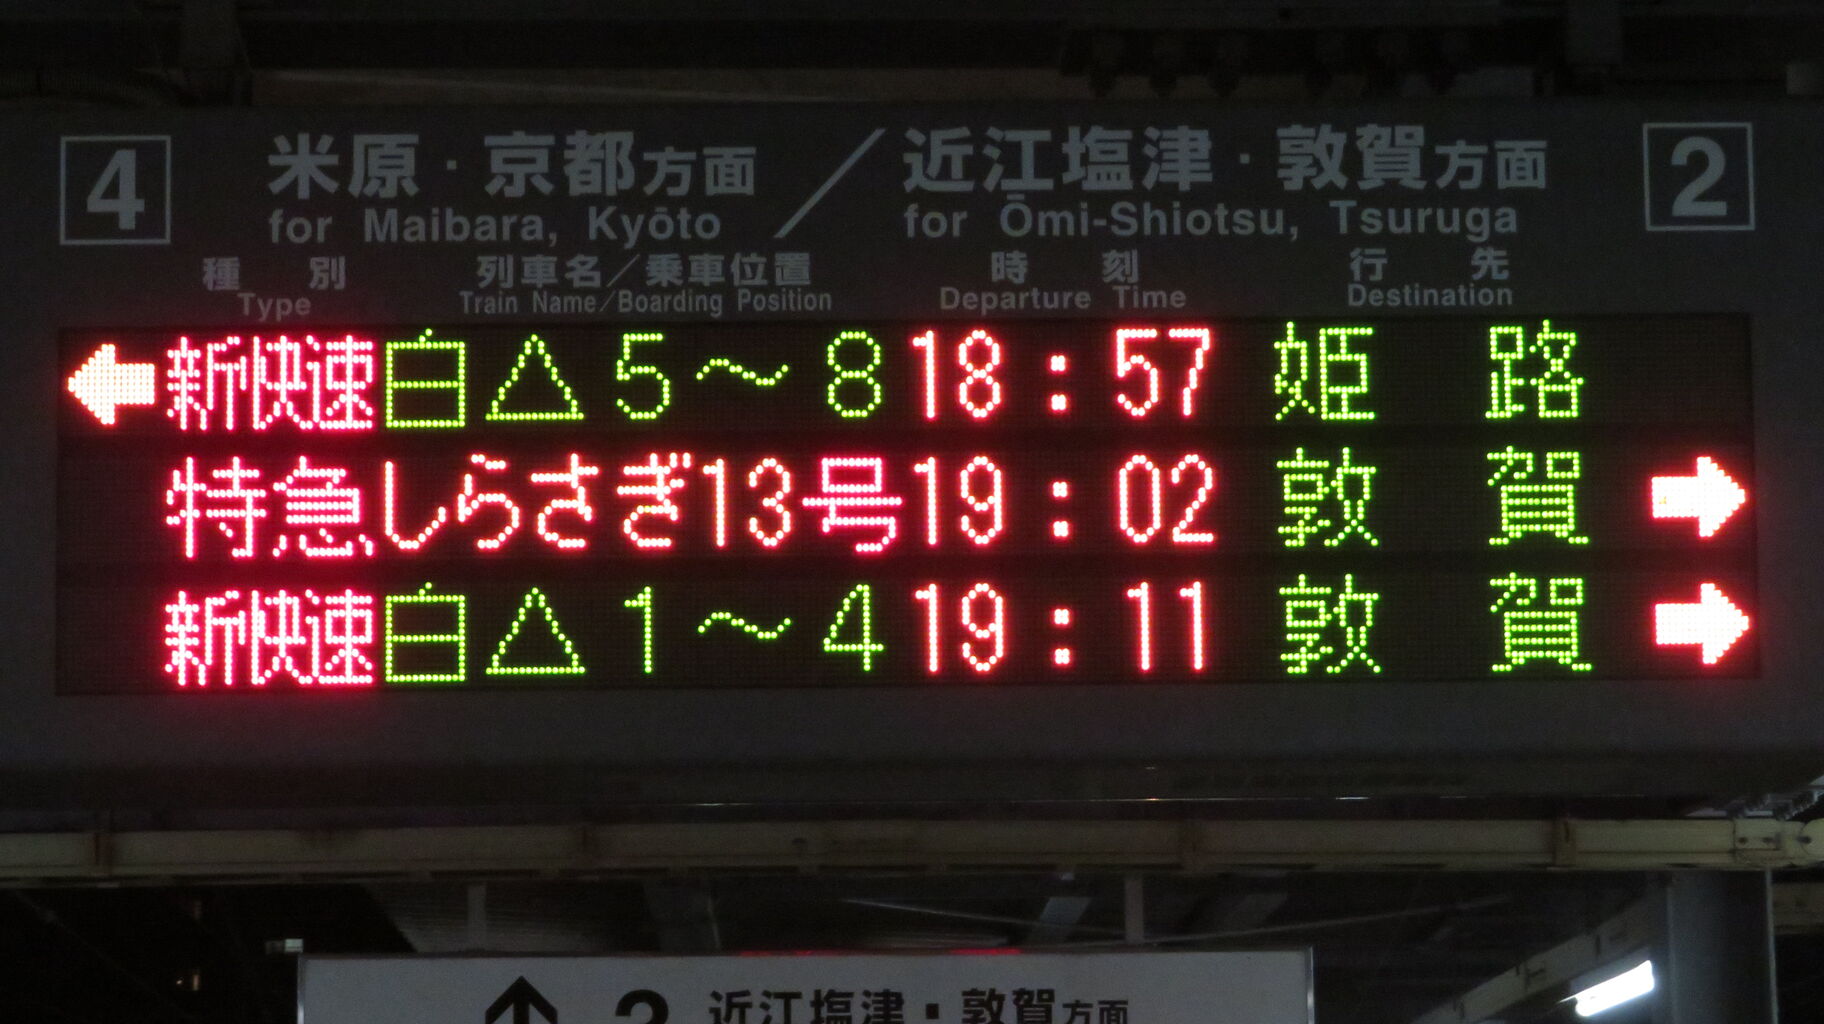 4 米原・京都方面／近江塩津・敦賀方面 2
for Maibara, Kyōto for Ōmi-Shiotsu, Tsuruga
種別 列車名／乗車位置 時刻 行先
Type Train Name／Boarding Position Departure Time Destination
← 新快速 白△5〜8 18:57 姫路
特急 しらさぎ13号 19:02 敦賀 →
新快速 白△1〜4 19:11 敦賀 →
↑ 2 近江塩津・敦賀方面